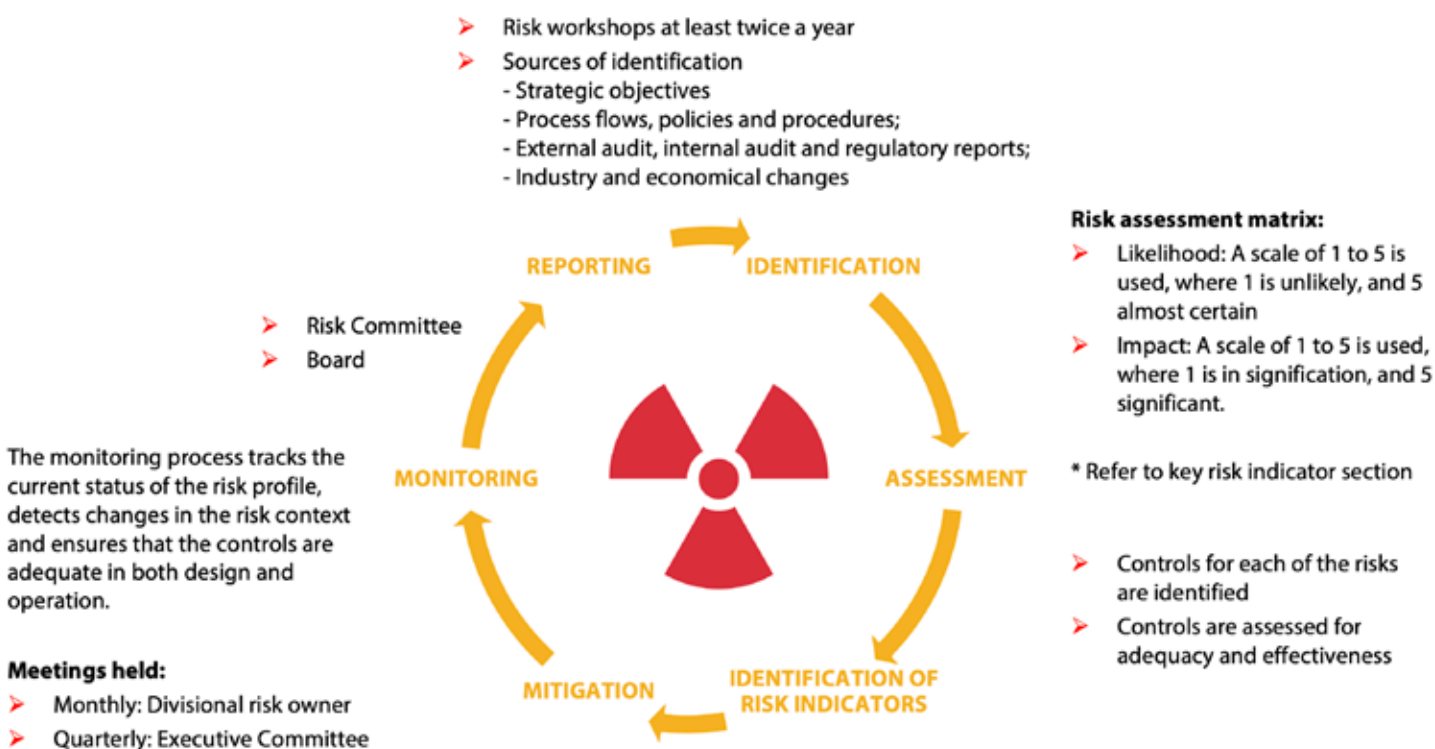 ➤ Risk workshops at least twice a year
➤ Sources of identification
- Strategic objectives
- Process flows, policies and procedures;
- External audit, internal audit and regulatory reports;
- Industry and economical changes
REPORTING
IDENTIFICATION
Risk assessment matrix:
➤ Likelihood: A scale of 1 to 5 is
used, where 1 is unlikely, and 5
almost certain
➤ Impact: A scale of 1 to 5 is used,
where 1 is in signification, and 5
significant.
➤ Risk Committee
➤ Board
The monitoring process tracks the
current status of the risk profile,
detects changes in the risk context
and ensures that the controls are
adequate in both design and
operation.
MONITORING
ASSESSMENT
* Refer to key risk indicator section
➤ Controls for each of the risks
are identified
➤ Controls are assessed for
adequacy and effectiveness
Meetings held:
➤ Monthly: Divisional risk owner
➤ Quarterly: Executive Committee
MITIGATION
IDENTIFICATION OF
RISK INDICATORS